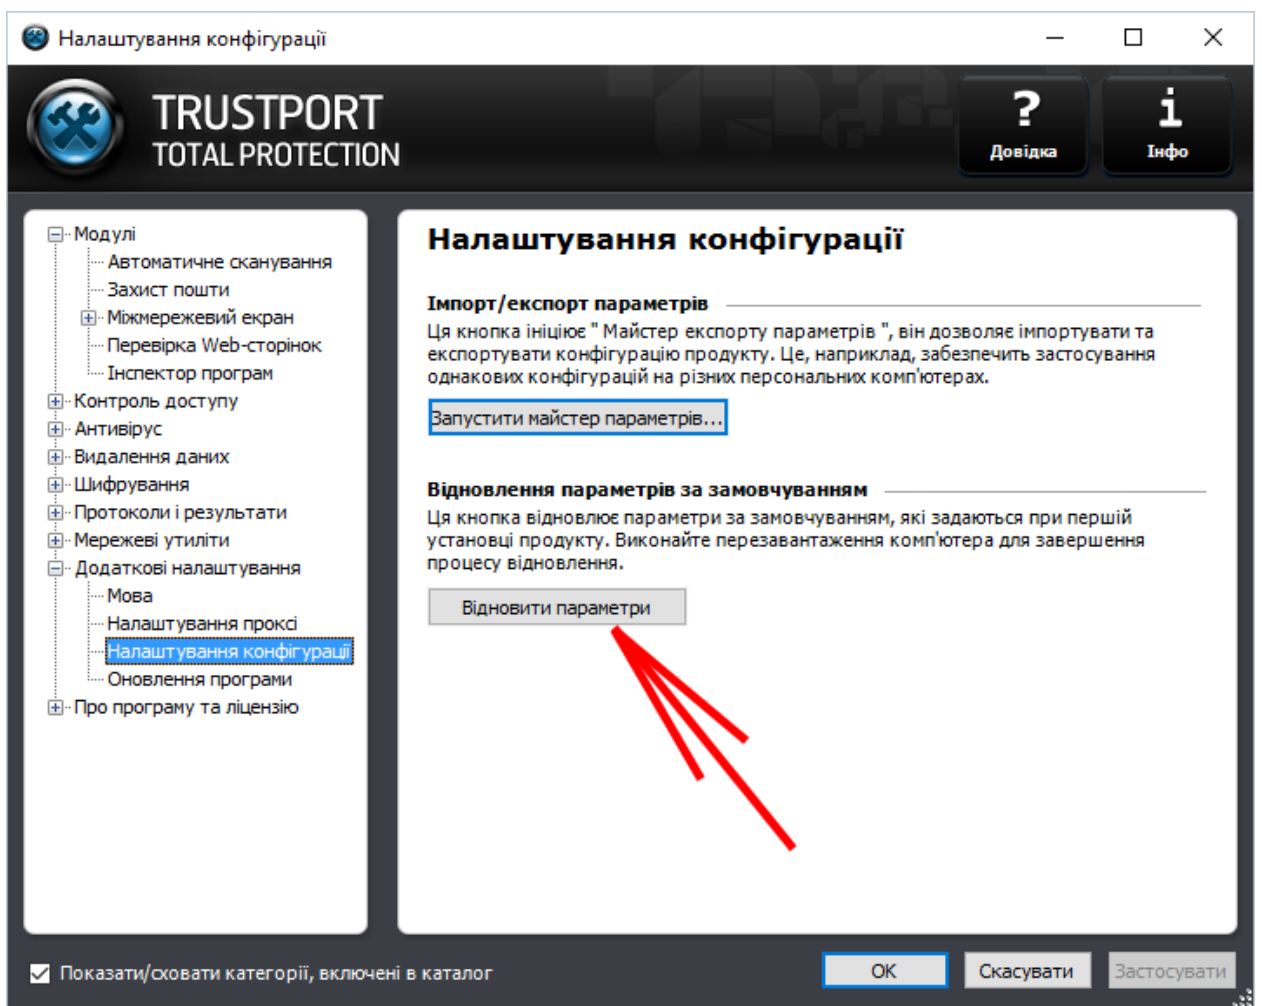 Налаштування конфігурації
TRUSTPORT
TOTAL PROTECTION
?
Довідка
i
Інфо
Модулі
Автоматичне сканування
Захист пошти
Міжмережевий екран
Перевірка Web-сторінок
Інспектор програм
Контроль доступу
Антивірус
Видалення даних
Шифрування
Протоколи і результати
Мережеві утиліти
Додаткові налаштування
Мова
Налаштування проксі
Налаштування конфігурації
Оновлення програми
Про програму та ліцензію
Налаштування конфігурації
Імпорт/експорт параметрів
Ця кнопка ініціює " Майстер експорту параметрів ", він дозволяє імпортувати та
експортувати конфігурацію продукту. Це, наприклад, забезпечить застосування
однакових конфігурацій на різних персональних комп'ютерах.
Запустити майстер параметрів...
Відновлення параметрів за замовчуванням
Ця кнопка відновлює параметри за замовчуванням, які задаються при першій
установці продукту. Виконайте перезавантаження комп'ютера для завершення
процесу відновлення.
Відновити параметри
Показати/сховати категорії, включені в каталог
OK
Скасувати
Застосувати